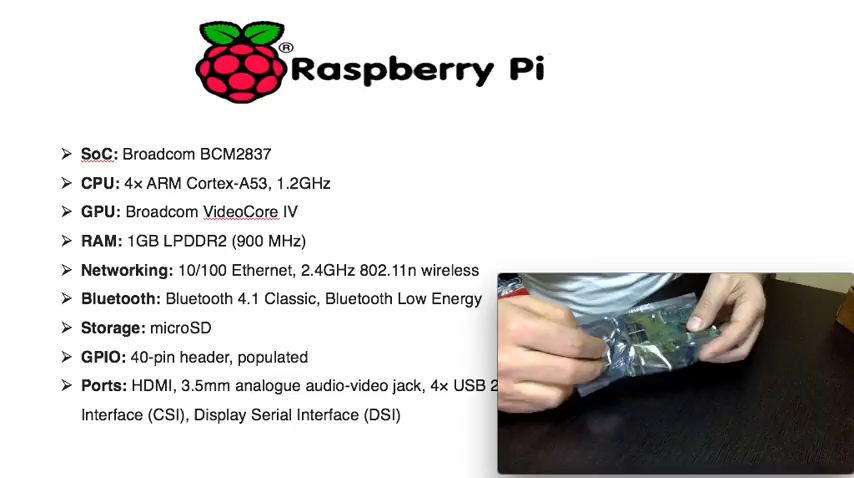 Raspberry Pi
®
➢ SoC: Broadcom BCM2837
➢ CPU: 4× ARM Cortex-A53, 1.2GHz
➢ GPU: Broadcom VideoCore IV
➢ RAM: 1GB LPDDR2 (900 MHz)
➢ Networking: 10/100 Ethernet, 2.4GHz 802.11n wireless
➢ Bluetooth: Bluetooth 4.1 Classic, Bluetooth Low Energy
➢ Storage: microSD
➢ GPIO: 40-pin header, populated
➢ Ports: HDMI, 3.5mm analogue audio-video jack, 4× USB 2
Interface (CSI), Display Serial Interface (DSI)